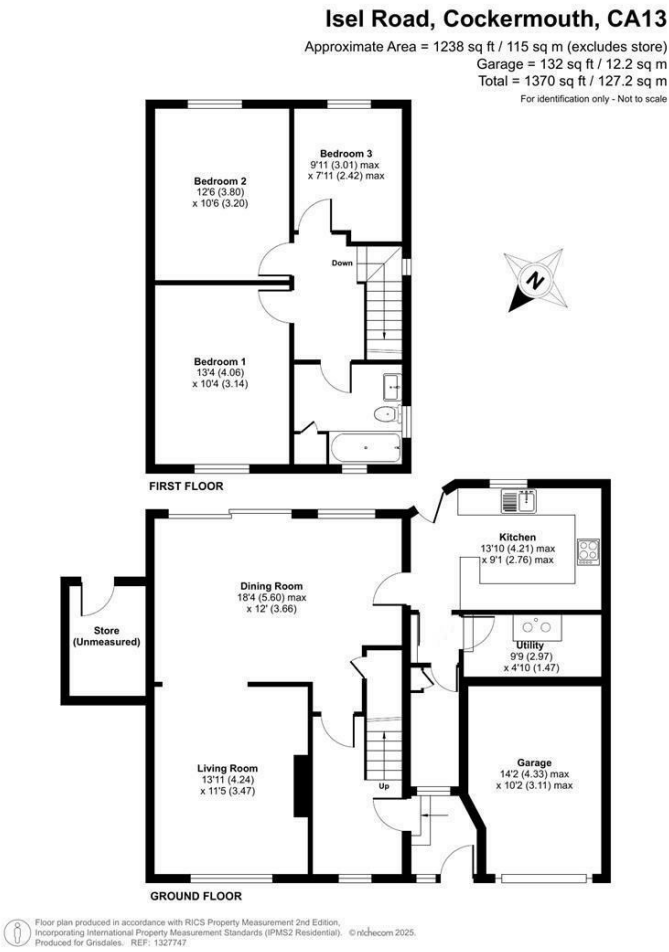 Isel Road, Cockermouth, CA13
Approximate Area = 1238 sq ft / 115 sq m (excludes store)
Garage = 132 sq ft / 12.2 sq m
Total = 1370 sq ft / 127.2 sq m
For identification only - Not to scale
Bedroom 2
12'6 (3.80)
x 10'6 (3.20)
Bedroom 3
9'11 (3.01) max
x 7'11 (2.42) max
Down
N
Bedroom 1
13'4 (4.06)
x 10'4 (3.14)
FIRST FLOOR
Kitchen
13'10 (4.21) max
x 9'1 (2.76) max
Dining Room
18'4 (5.60) max
x 12' (3.66)
Store
(Unmeasured)
Utility
9'9 (2.97)
x 4'10 (1.47)
Living Room
13'11 (4.24)
x 11'5 (3.47)
Up
Garage
14'2 (4.33) max
x 10'2 (3.11) max
GROUND FLOOR
Floor plan produced in accordance with RICS Property Measurement 2nd Edition,
Incorporating International Property Measurement Standards (IPMS2 Residential). © nichecom 2025.
Produced for Grisdales. REF: 1327747